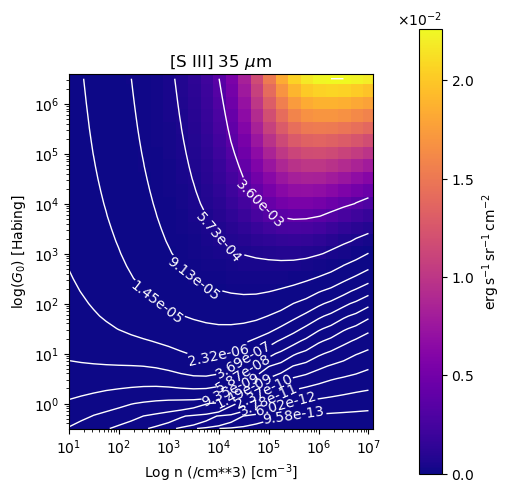 ×10⁻²
[S III] 35 μm
2.0
1.5
1.0
0.5
0.0
erg s⁻¹ sr⁻¹ cm⁻²
10⁶
10⁵
10⁴
10³
10²
10¹
10⁰
log(G₀) [Habing]
3.60e-03
5.73e-04
9.13e-05
1.45e-05
2.32e-06
3.69e-07
9.58e-13
10¹ 10² 10³ 10⁴ 10⁵ 10⁶ 10⁷
Log n (/cm**3) [cm⁻³]